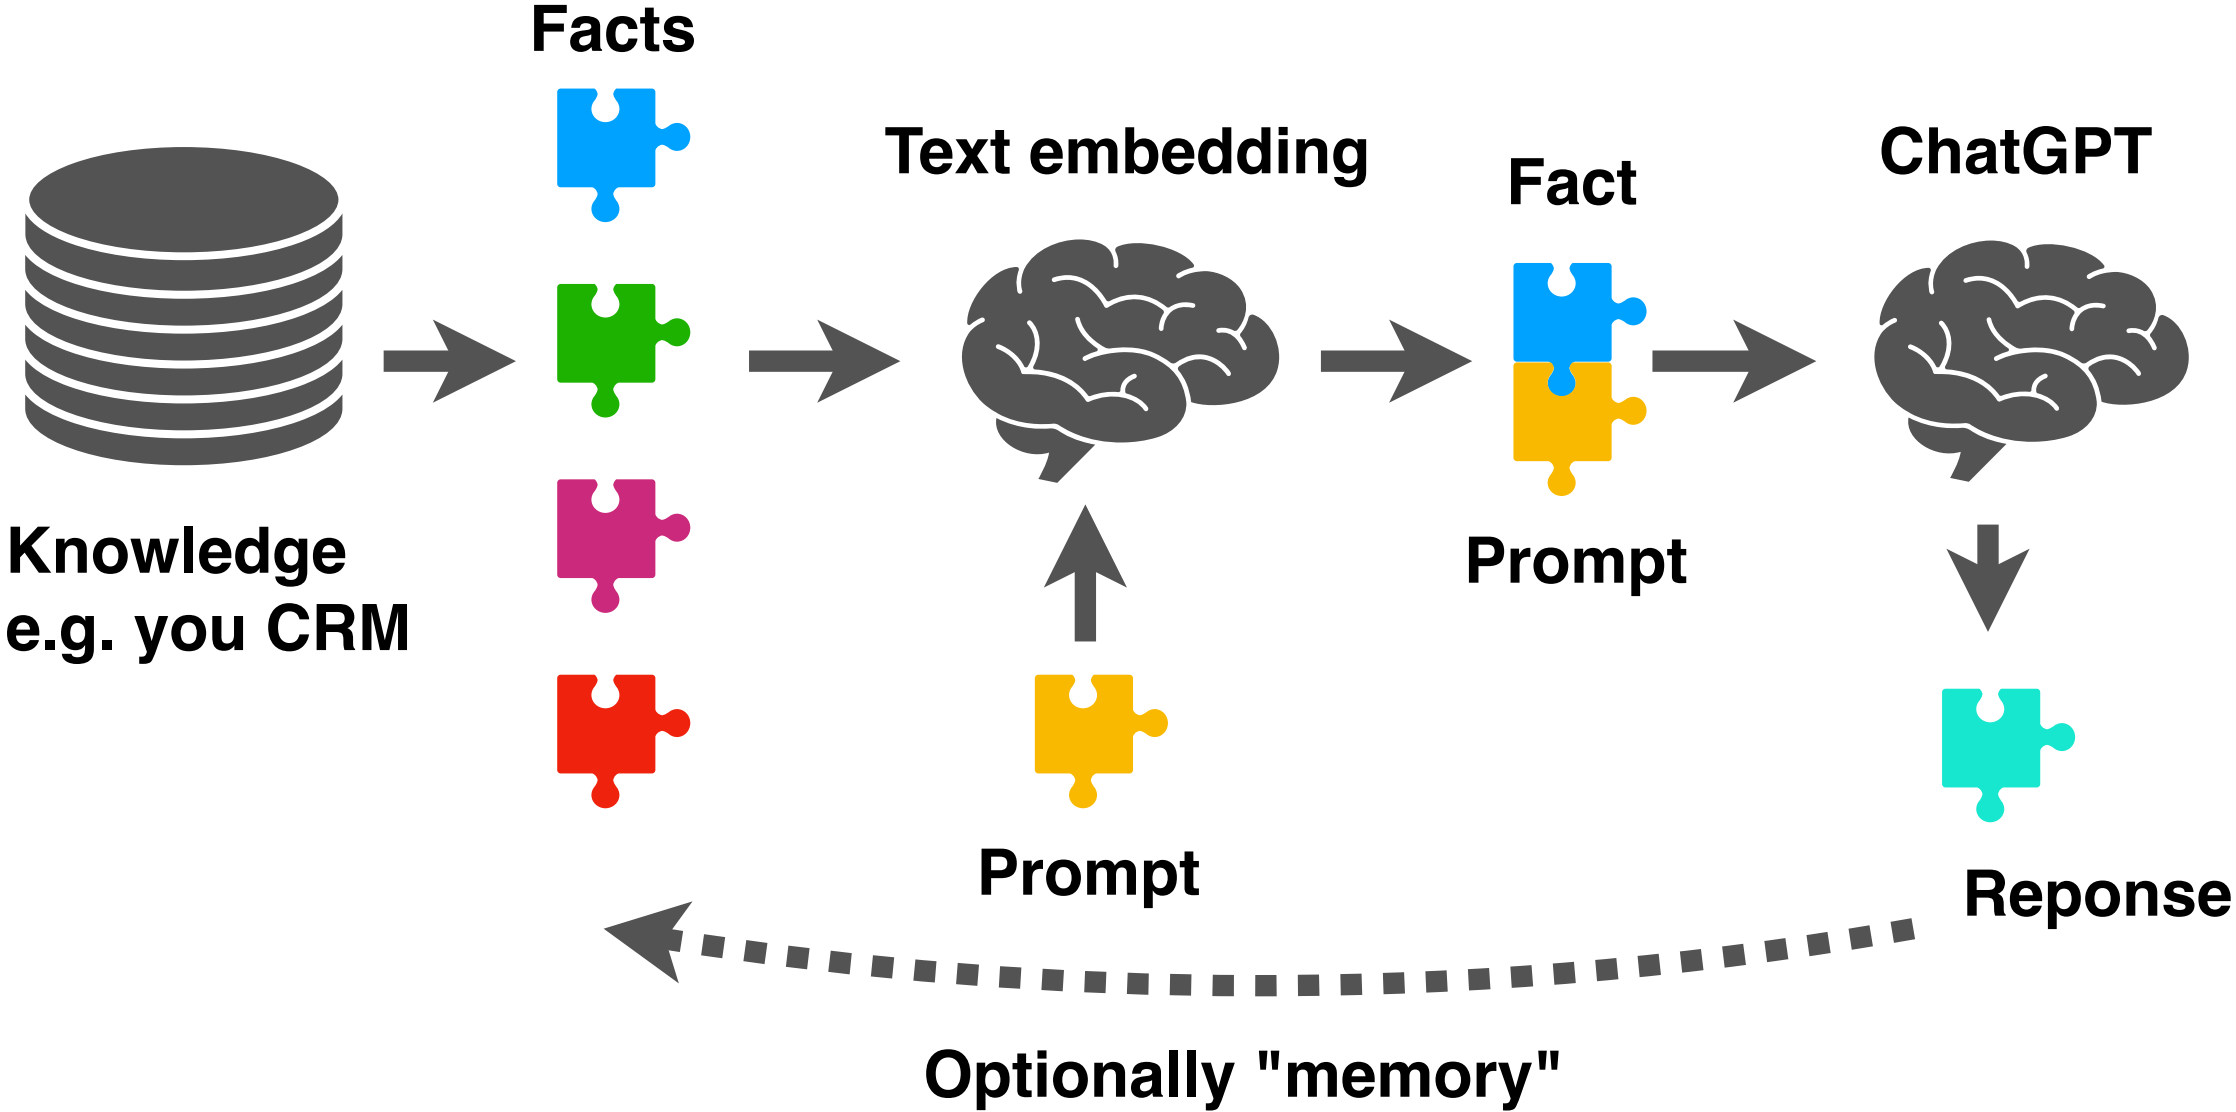 Facts
Text embedding
Fact
ChatGPT
Knowledge
e.g. you CRM
Prompt
Prompt
Reponse
Optionally "memory"